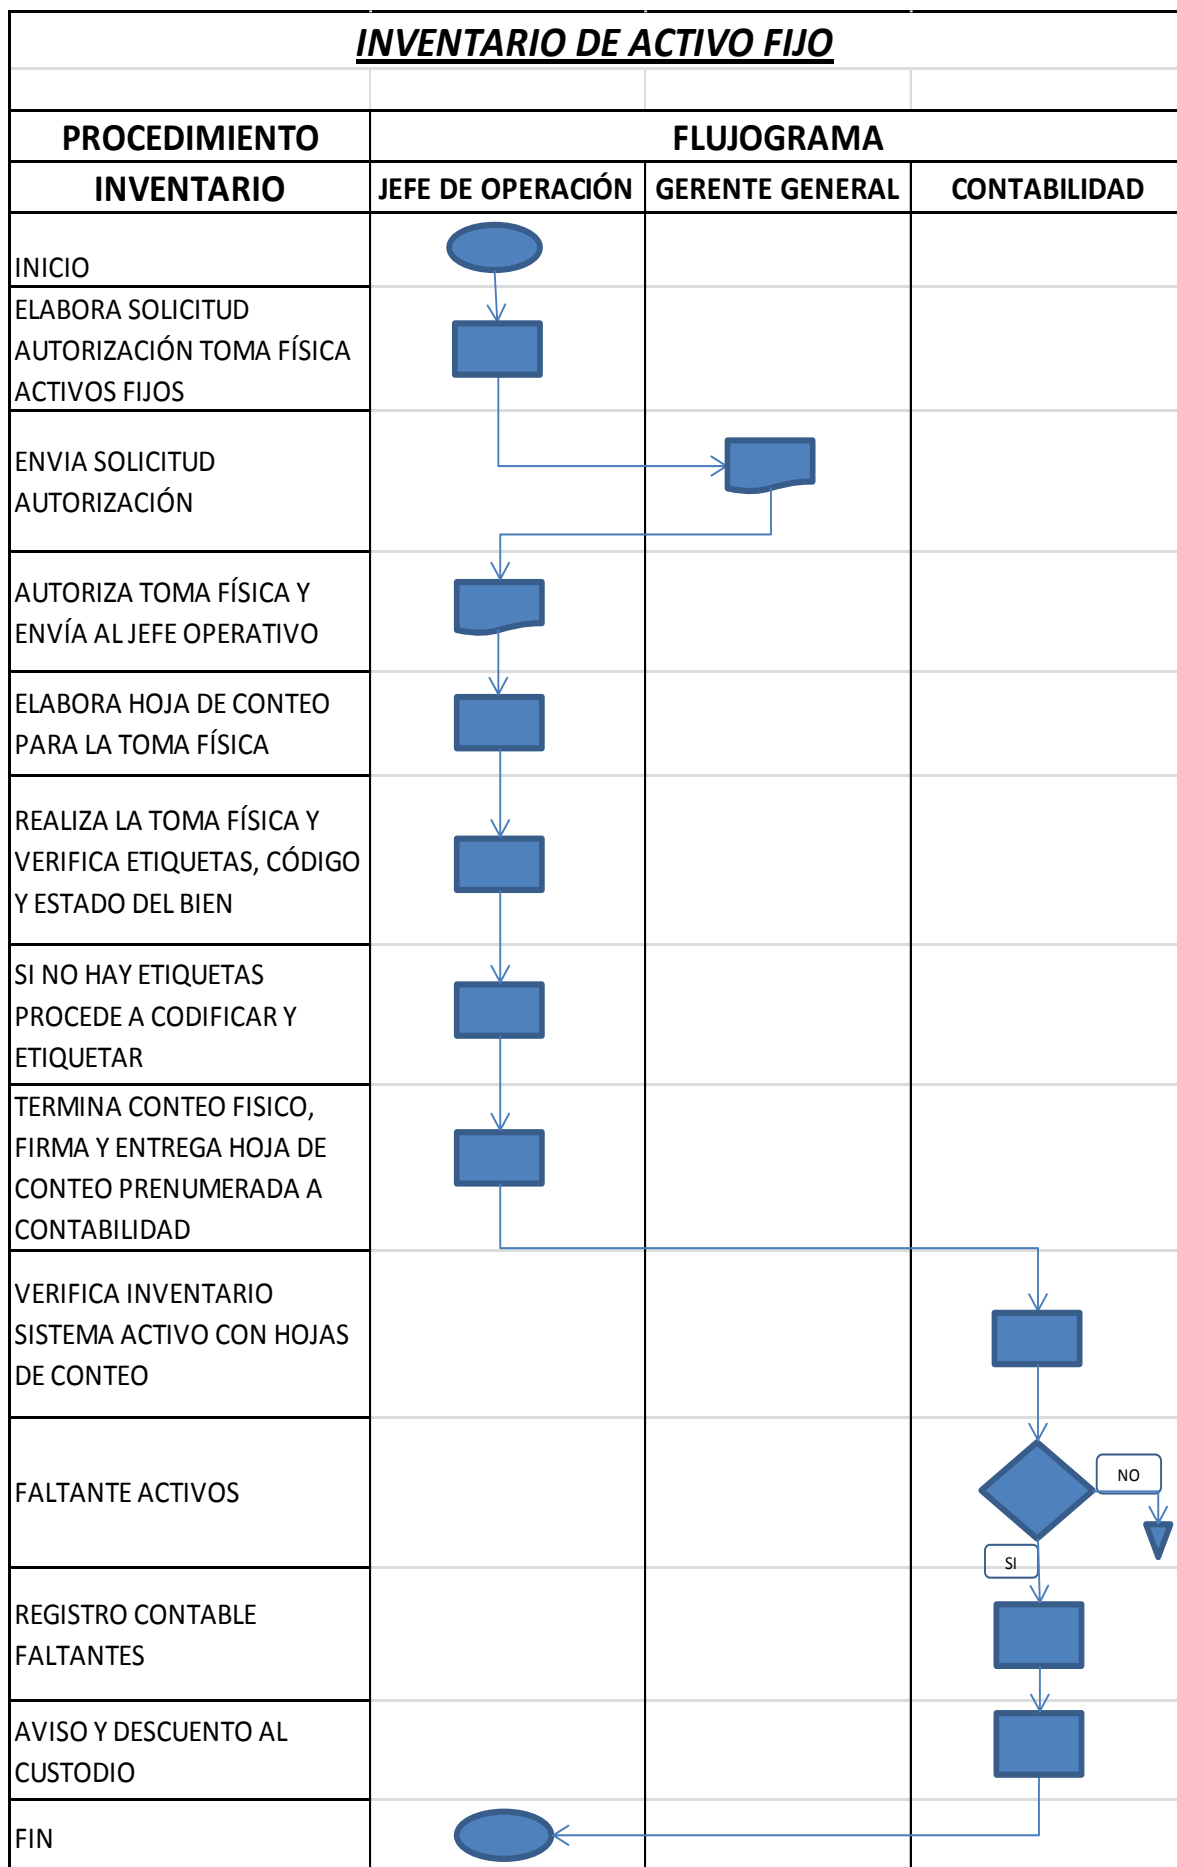 INVENTARIO DE ACTIVO FIJO
PROCEDIMIENTO
FLUJOGRAMA
INVENTARIO
JEFE DE OPERACIÓN
GERENTE GENERAL
CONTABILIDAD
INICIO
ELABORA SOLICITUD
AUTORIZACIÓN TOMA FÍSICA
ACTIVOS FIJOS
ENVIA SOLICITUD
AUTORIZACIÓN
AUTORIZA TOMA FÍSICA Y
ENVÍA AL JEFE OPERATIVO
ELABORA HOJA DE CONTEO
PARA LA TOMA FÍSICA
REALIZA LA TOMA FÍSICA Y
VERIFICA ETIQUETAS, CÓDIGO
Y ESTADO DEL BIEN
SI NO HAY ETIQUETAS
PROCEDE A CODIFICAR Y
ETIQUETAR
TERMINA CONTEO FISICO,
FIRMA Y ENTREGA HOJA DE
CONTEO PRENUMERADA A
CONTABILIDAD
VERIFICA INVENTARIO
SISTEMA ACTIVO CON HOJAS
DE CONTEO
FALTANTE ACTIVOS
NO
SI
REGISTRO CONTABLE
FALTANTES
AVISO Y DESCUENTO AL
CUSTODIO
FIN